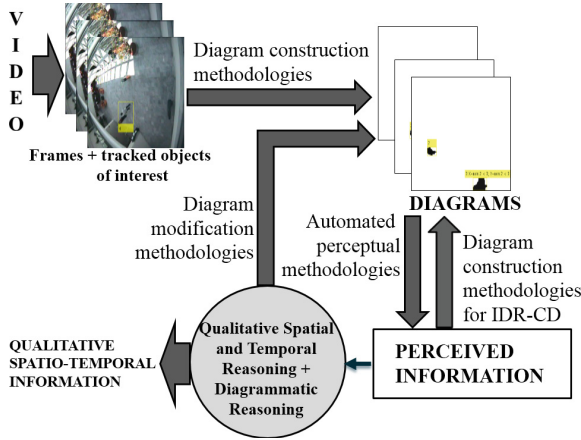 VIDEO
Diagram construction
methodologies
Frames + tracked objects
of interest
DIAGRAMS
Diagram
modification
methodologies
Automated
perceptual
methodologies
Diagram
construction
methodologies
for IDR-CD
QUALITATIVE
SPATIO-TEMPORAL
INFORMATION
Qualitative Spatial
and Temporal
Reasoning +
Diagrammatic
Reasoning
PERCEIVED
INFORMATION